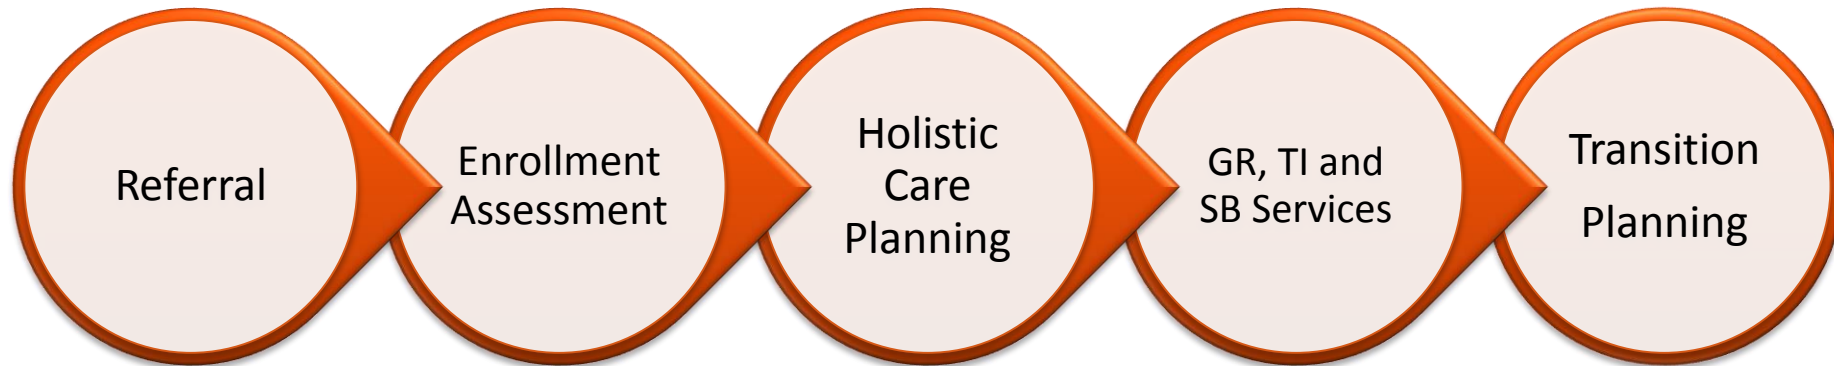 Referral
Enrollment
Assessment
Holistic
Care
Planning
GR, TI and
SB Services
Transition
Planning